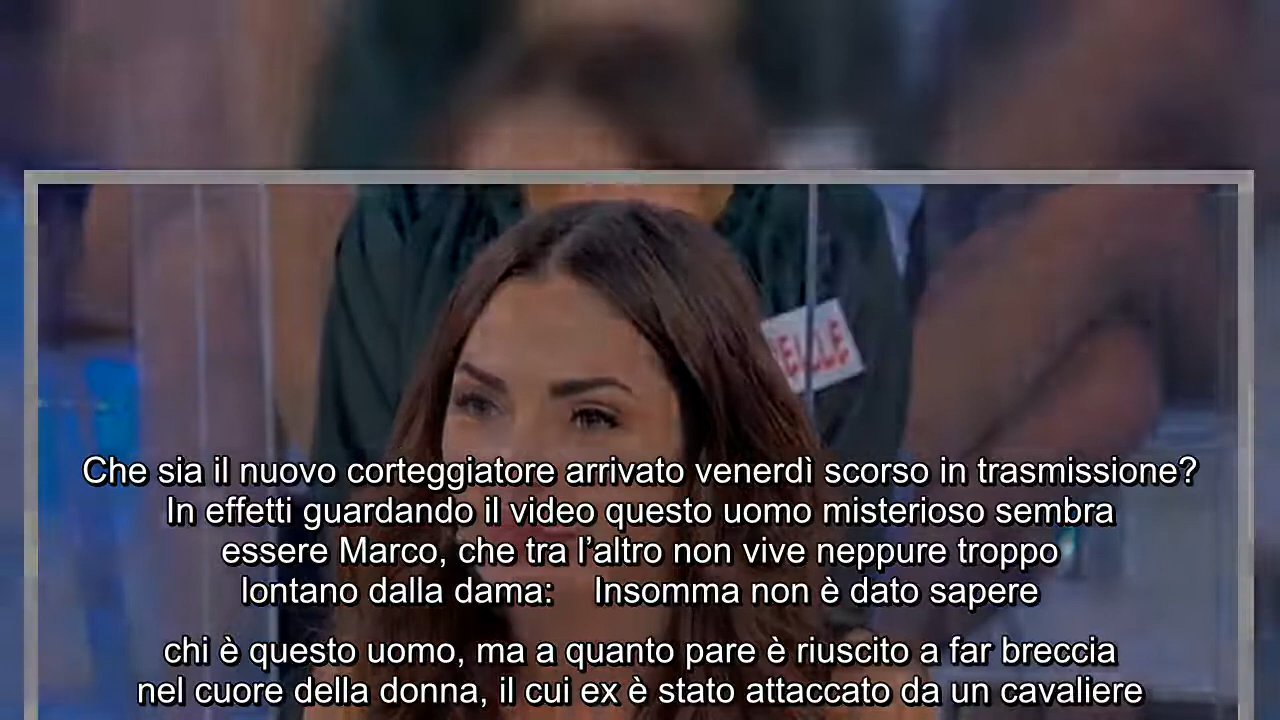 ELLE
Che sia il nuovo corteggiatore arrivato venerdì scorso in trasmissione?
In effetti guardando il video questo uomo misterioso sembra
essere Marco, che tra l’altro non vive neppure troppo
lontano dalla dama: Insomma non è dato sapere
chi è questo uomo, ma a quanto pare è riuscito a far breccia
nel cuore della donna, il cui ex è stato attaccato da un cavaliere